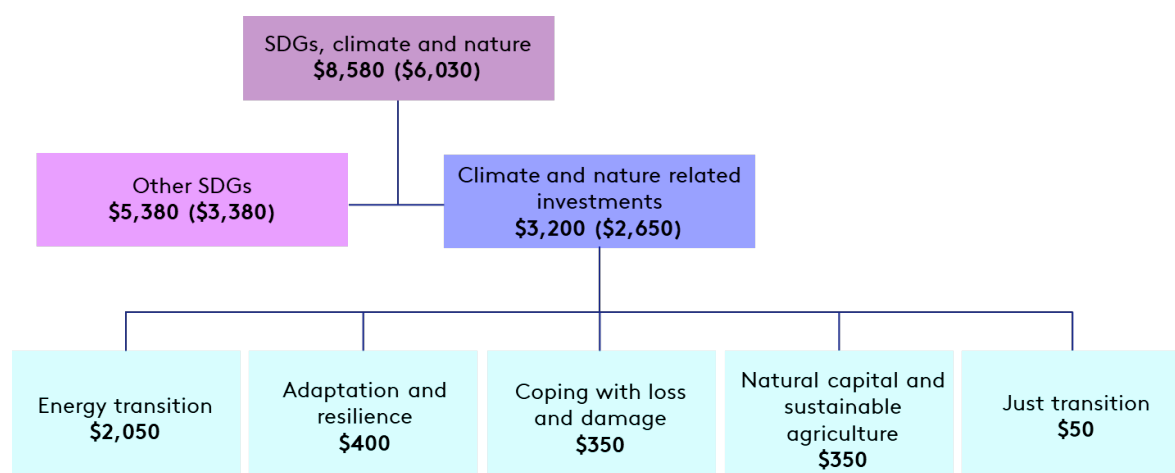 SDGs, climate and nature
$8,580 ($6,030)
Other SDGs
$5,380 ($3,380)
Climate and nature related
investments
$3,200 ($2,650)
Energy transition
$2,050
Adaptation and
resilience
$400
Coping with loss
and damage
$350
Natural capital and
sustainable
agriculture
$350
Just transition
$50